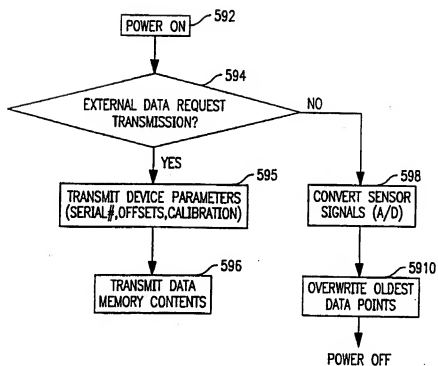 POWER ON
592
594
EXTERNAL DATA REQUEST
TRANSMISSION?
NO
YES
595
TRANSMIT DEVICE PARAMETERS
(SERIAL#,OFFSETS,CALIBRATION)
598
CONVERT SENSOR
SIGNALS (A/D)
596
TRANSMIT DATA
MEMORY CONTENTS
5910
OVERWRITE OLDEST
DATA POINTS
POWER OFF